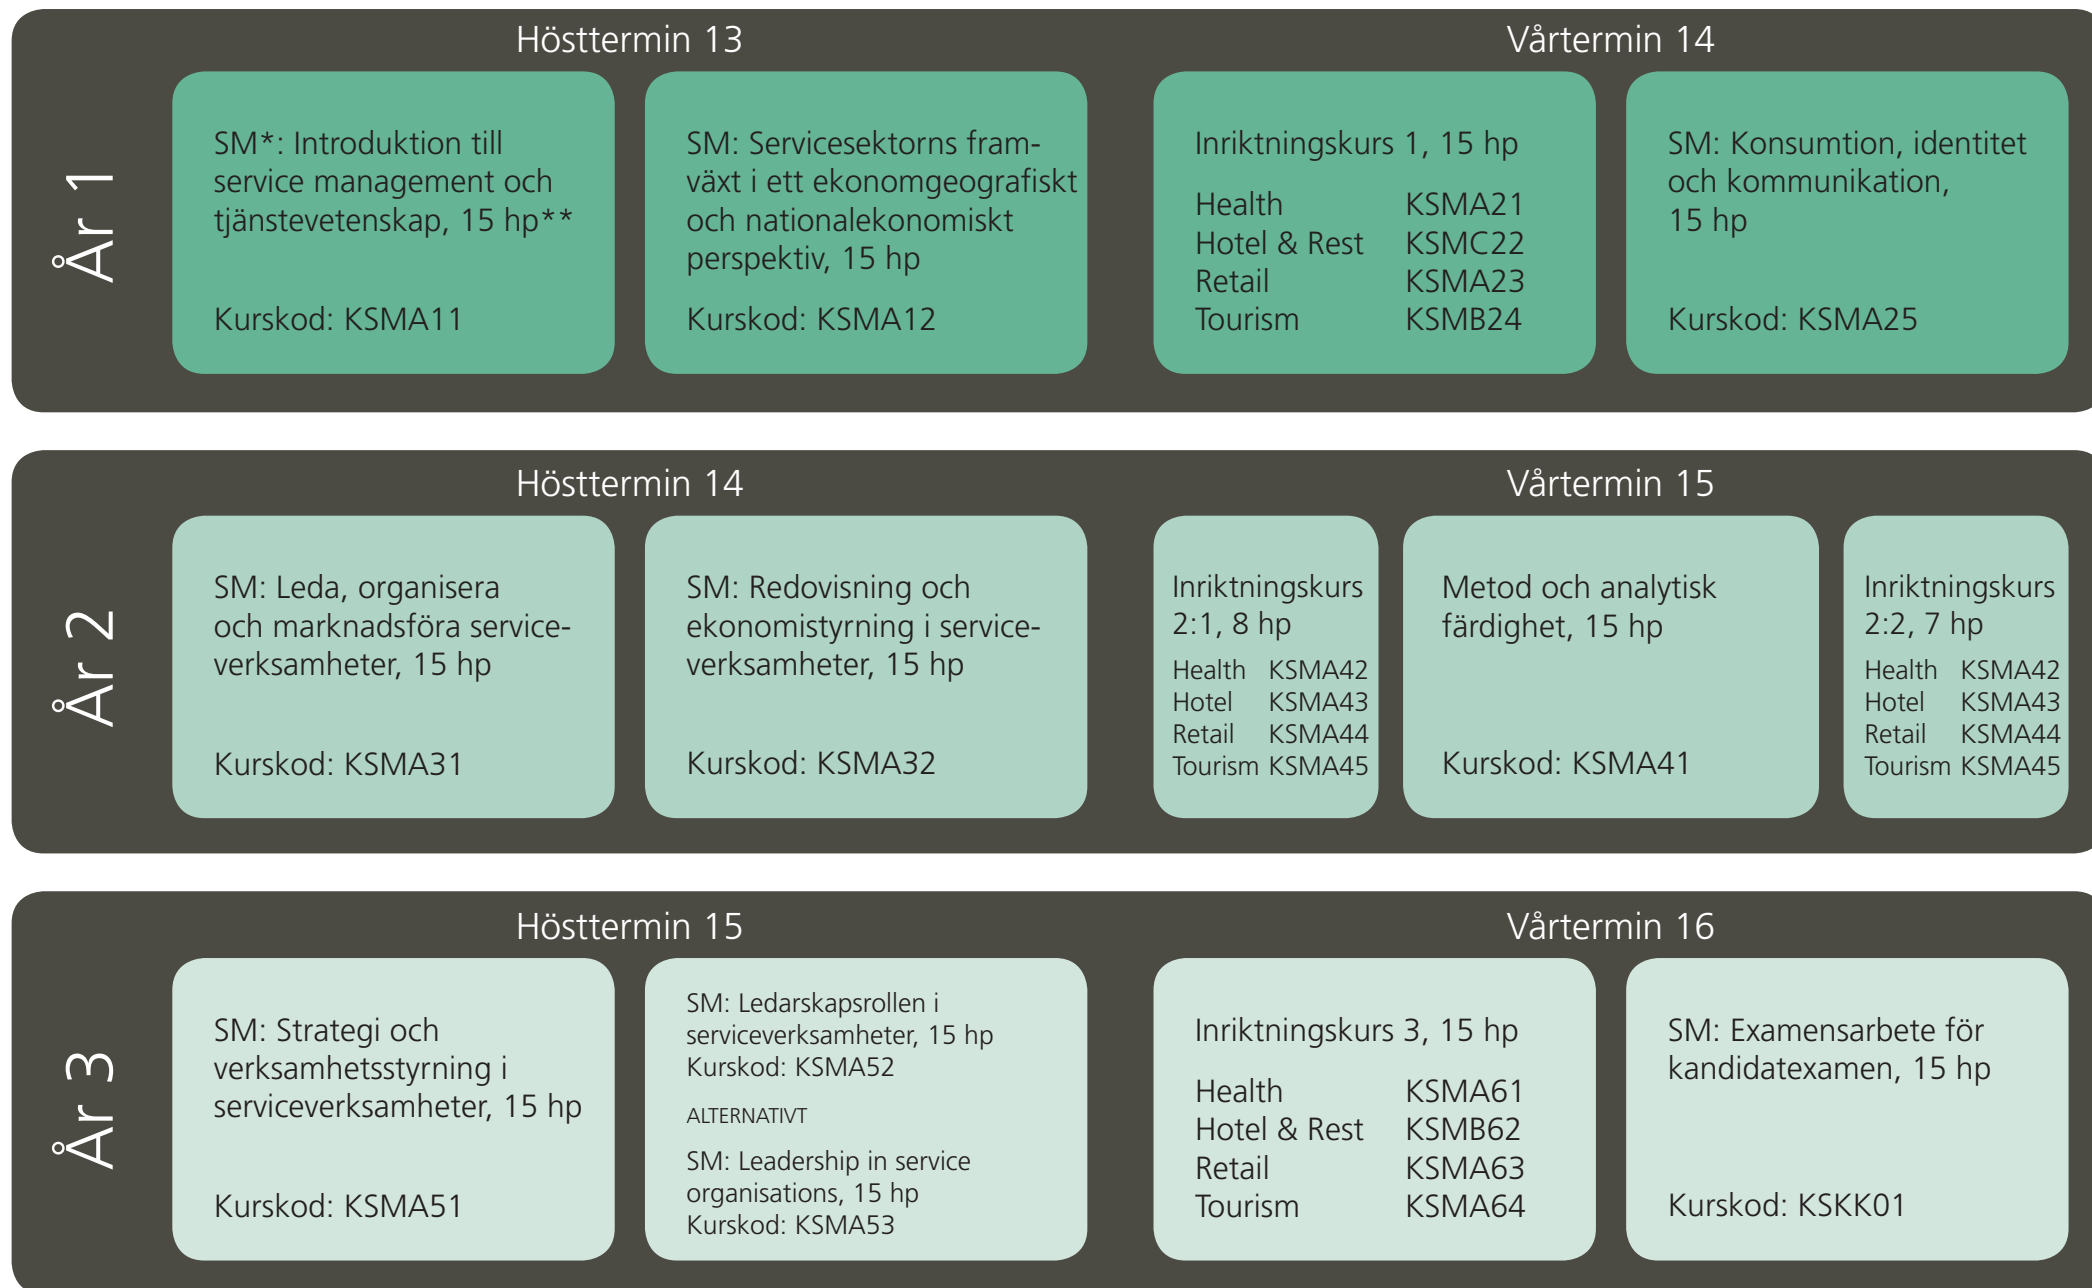 År 1
Hösttermin 13
Vårtermin 14
SM*: Introduktion till
service management och
tjänstevetenskap, 15 hp**
Kurskod: KSMA11
SM: Servicesektorns fram-
växt i ett ekonomgeografiskt
och nationalekonomiskt
perspektiv, 15 hp
Kurskod: KSMA12
Inriktningskurs 1, 15 hp
Health KSMA21
Hotel & Rest KSMC22
Retail KSMA23
Tourism KSMB24
SM: Konsumtion, identitet
och kommunikation,
15 hp
Kurskod: KSMA25
År 2
Hösttermin 14
Vårtermin 15
SM: Leda, organisera
och marknadsföra service-
verksamheter, 15 hp
Kurskod: KSMA31
SM: Redovisning och
ekonomistyrning i service-
verksamheter, 15 hp
Kurskod: KSMA32
Inriktningskurs
2:1, 8 hp
Health KSMA42
Hotel KSMA43
Retail KSMA44
Tourism KSMA45
Metod och analytisk
färdighet, 15 hp
Kurskod: KSMA41
Inriktningskurs
2:2, 7 hp
Health KSMA42
Hotel KSMA43
Retail KSMA44
Tourism KSMA45
År 3
Hösttermin 15
Vårtermin 16
SM: Strategi och
verksamhetsstyrning i
serviceverksamheter, 15 hp
Kurskod: KSMA51
SM: Ledarskapsrollen i
serviceverksamheter, 15 hp
Kurskod: KSMA52
ALTERNATIVT
SM: Leadership in service
organisations, 15 hp
Kurskod: KSMA53
Inriktningskurs 3, 15 hp
Health KSMA61
Hotel & Rest KSMB62
Retail KSMA63
Tourism KSMA64
SM: Examensarbete för
kandidatexamen, 15 hp
Kurskod: KSKK01